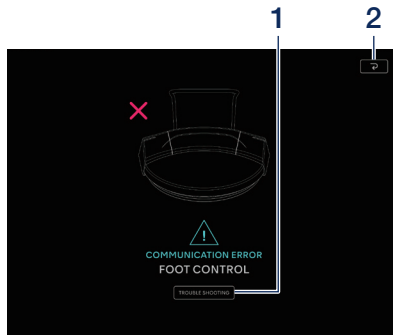 1 2
COMMUNICATION ERROR
FOOT CONTROL
TROUBLE SHOOTING